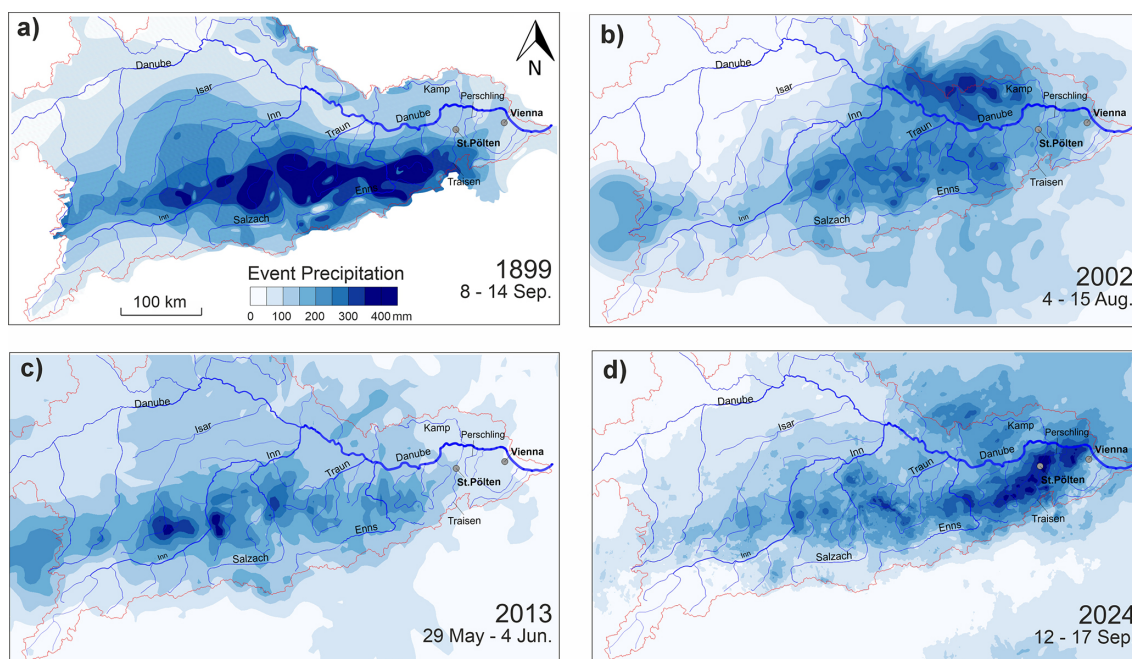 a)
N
Danube
Isar
Inn
Traun
Danube
Kamp
Perschling
Vienna
St.Pölten
Traisen
Enns
Salzach
Inn
Event Precipitation
0 100 200 300 400 mm
100 km
1899
8 - 14 Sep.
b)
Danube
Isar
Inn
Traun
Danube
Kamp
Perschling
Vienna
St.Pölten
Traisen
Enns
Salzach
Inn
2002
4 - 15 Aug.
c)
Danube
Isar
Inn
Traun
Danube
Kamp
Perschling
Vienna
St.Pölten
Traisen
Enns
Salzach
Inn
2013
29 May - 4 Jun.
d)
Danube
Isar
Inn
Traun
Danube
Kamp
Perschling
Vienna
St.Pölten
Traisen
Enns
Salzach
Inn
2024
12 - 17 Sep.